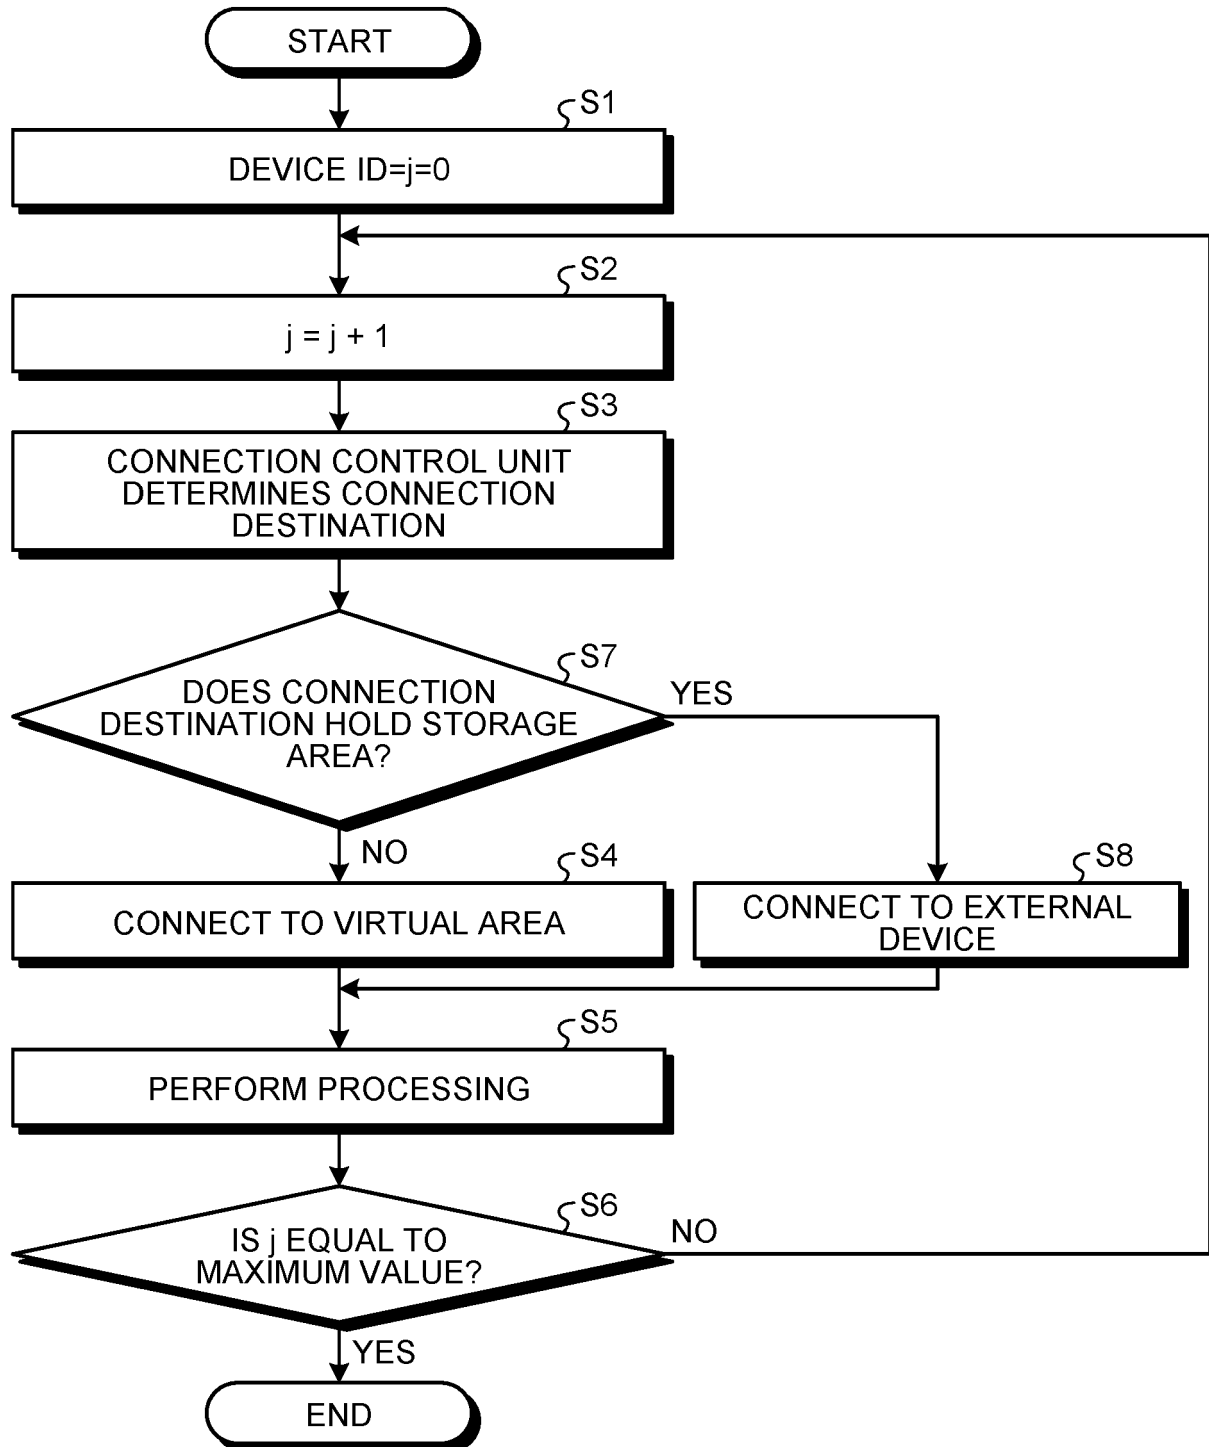 START
S1
DEVICE ID=j=0
S2
j = j + 1
S3
CONNECTION CONTROL UNIT
DETERMINES CONNECTION
DESTINATION
S7
DOES CONNECTION
DESTINATION HOLD STORAGE
AREA?
YES
NO
S4
CONNECT TO VIRTUAL AREA
S8
CONNECT TO EXTERNAL
DEVICE
S5
PERFORM PROCESSING
S6
IS j EQUAL TO
MAXIMUM VALUE?
NO
YES
END